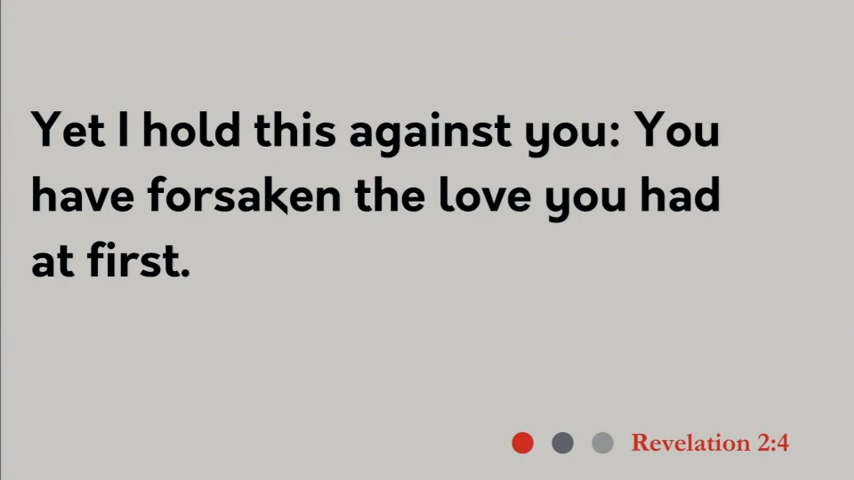 Yet I hold this against you: You
have forsaken the love you had
at first.
Revelation 2:4